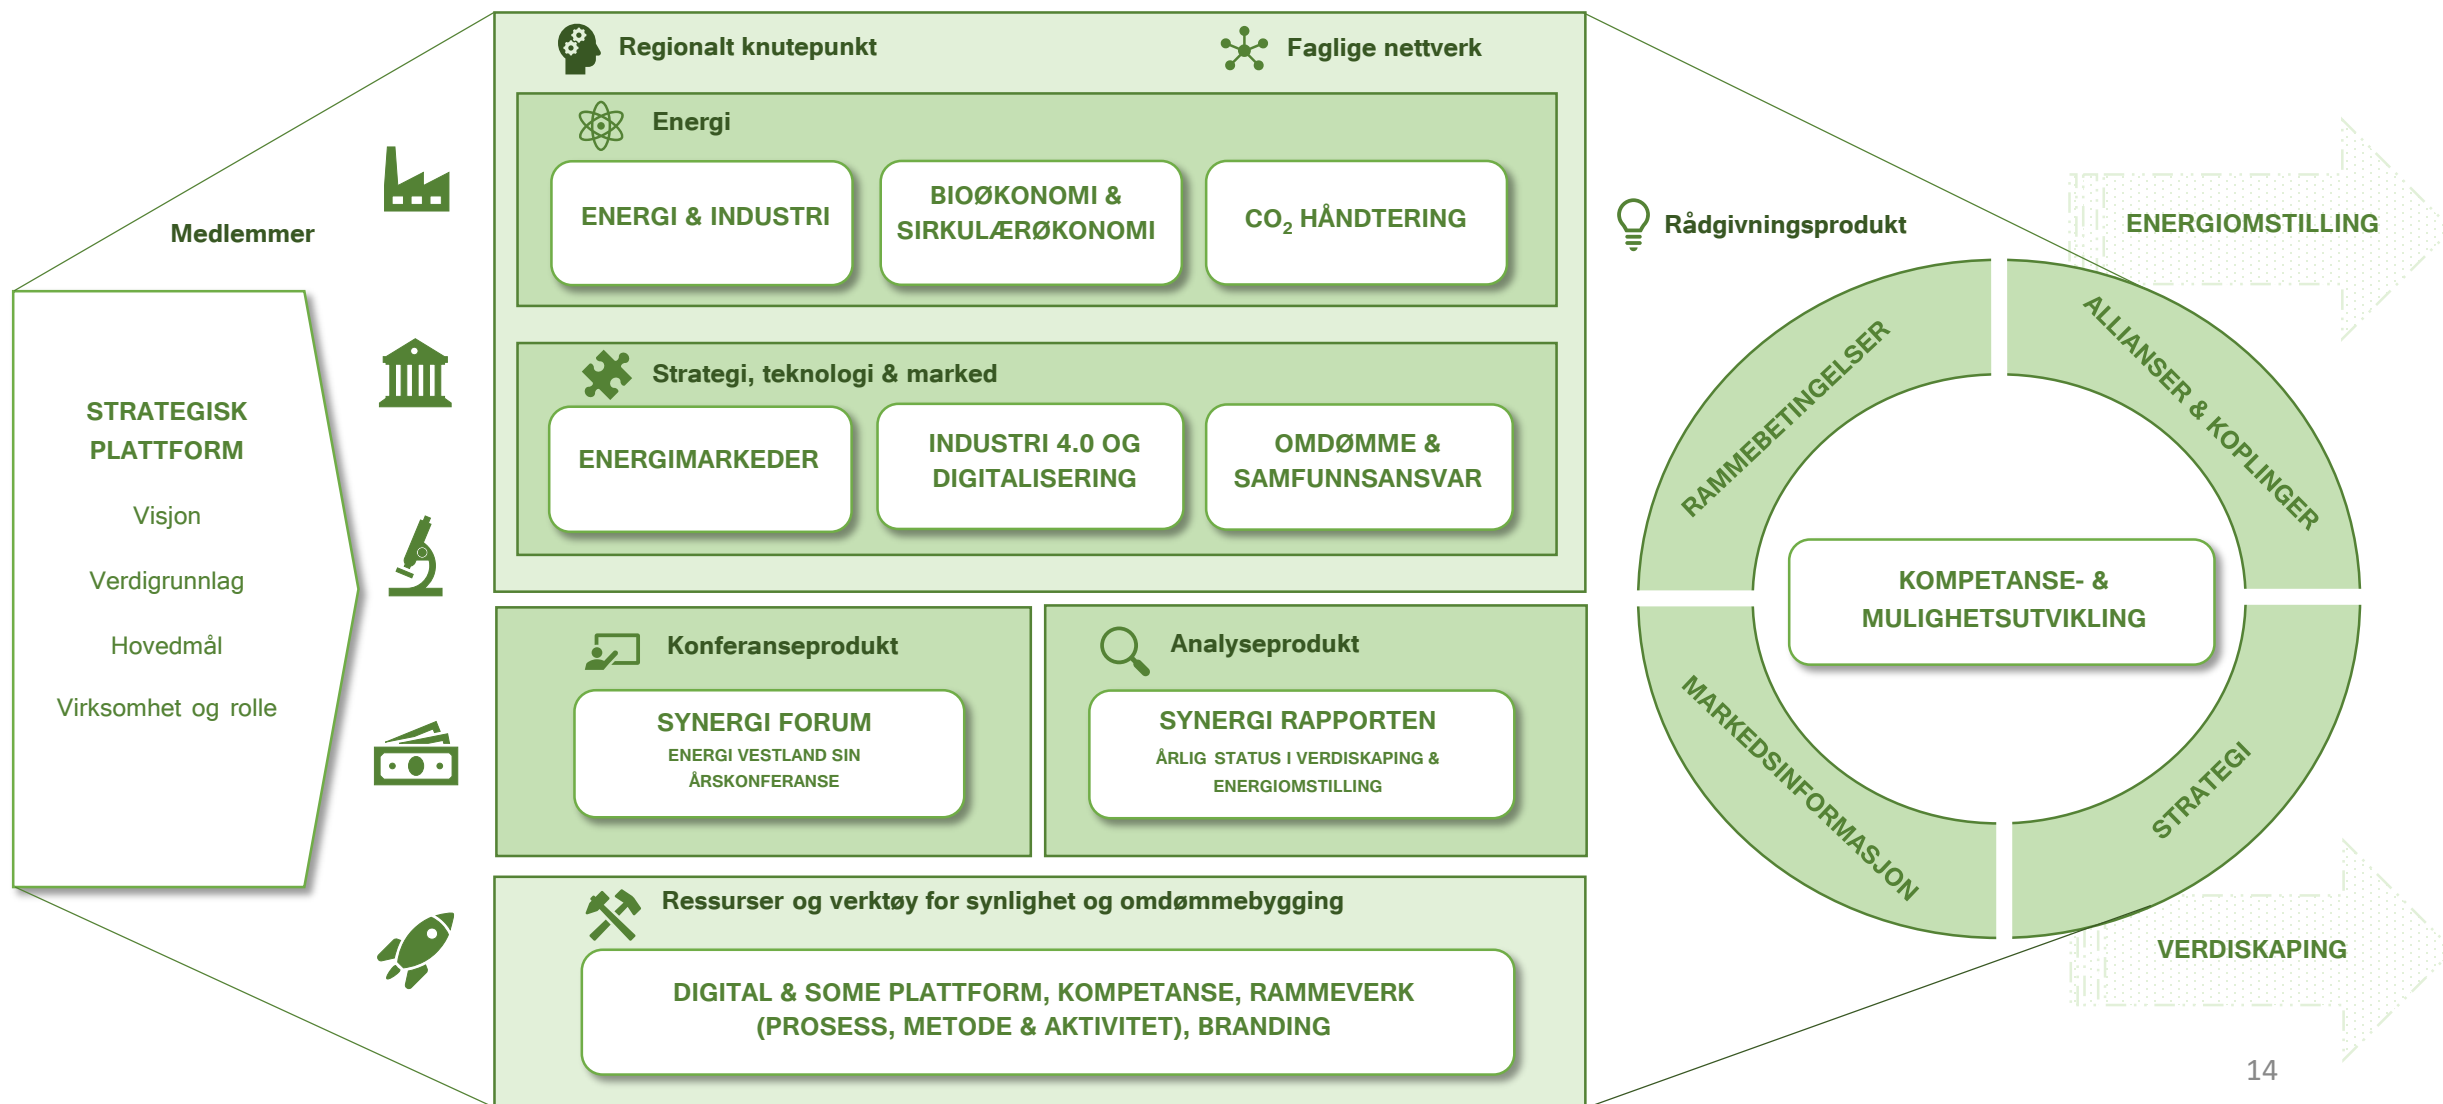 Medlemmer
STRATEGISK
PLATTFORM
Visjon
Verdigrunnlag
Hovedmål
Virksomhet og rolle
Regionalt knutepunkt
Faglige nettverk
Energi
ENERGI & INDUSTRI
BIOØKONOMI &
SIRKULÆRØKONOMI
CO₂ HÅNDTERING
Strategi, teknologi & marked
ENERGIMARKEDER
INDUSTRI 4.0 OG
DIGITALISERING
OMDØMME &
SAMFUNNSANSVAR
Konferanseprodukt
SYNERGI FORUM
ENERGI VESTLAND SIN
ÅRSKONFERANSE
Analyseprodukt
SYNERGI RAPPORTEN
ÅRLIG STATUS I VERDISKAPING &
ENERGIOMSTILLING
Ressurser og verktøy for synlighet og omdømmebygging
DIGITAL & SOME PLATTFORM, KOMPETANSE, RAMMEVERK
(PROSESS, METODE & AKTIVITET), BRANDING
Rådgivningsprodukt
RAMMEBETINGELSER
ALLIANSER & KOPLINGER
KOMPETANSE- &
MULIGHETSUTVIKLING
MARKEDSINFORMASJON
STRATEGI
ENERGIOMSTILLING
VERDISKAPING
14